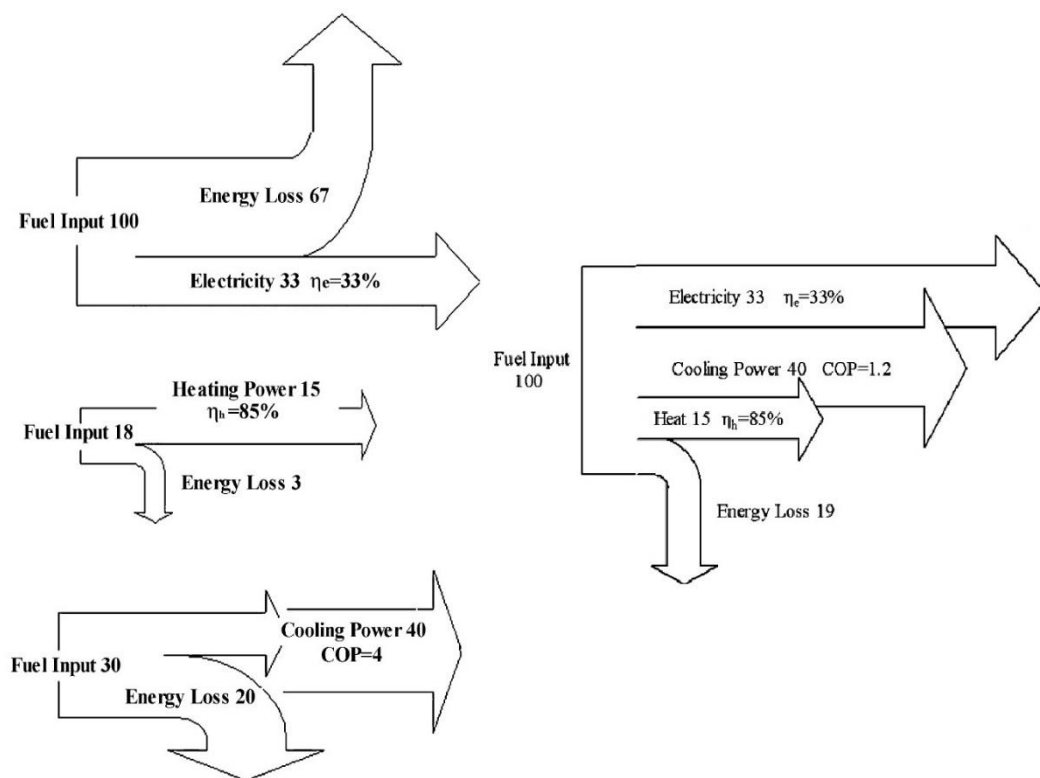 Energy Loss 67
Fuel Input 100
Electricity 33 ηe=33%
Heating Power 15
ηh=85%
Fuel Input 18
Energy Loss 3
Cooling Power 40
COP=4
Fuel Input 30
Energy Loss 20
Electricity 33 ηe=33%
Fuel Input
100
Cooling Power 40 COP=1.2
Heat 15 ηh=85%
Energy Loss 19